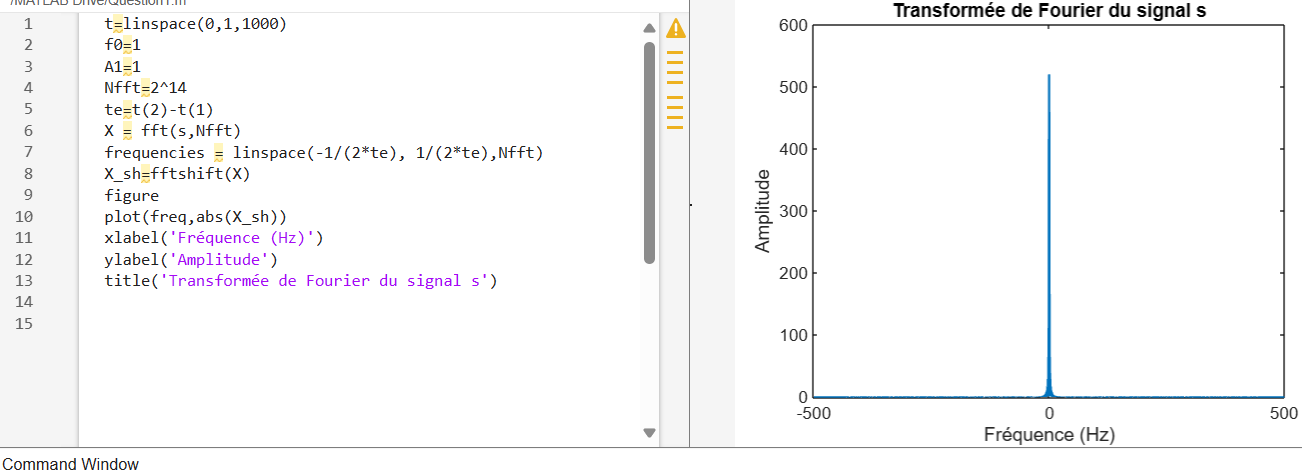 /MATLAB Drive/Question1.m
1 t=linspace(0,1,1000)
2 f0=1
3 A1=1
4 Nfft=2^14
5 te=t(2)-t(1)
6 X = fft(s,Nfft)
7 frequencies = linspace(-1/(2*te), 1/(2*te),Nfft)
8 X_sh=fftshift(X)
9 figure
10 plot(freq,abs(X_sh))
11 xlabel('Fréquence (Hz)')
12 ylabel('Amplitude')
13 title('Transformée de Fourier du signal s')
14
15
Transformée de Fourier du signal s
600
500
400
300
200
100
0
Amplitude
-500 0 500
Fréquence (Hz)
Command Window